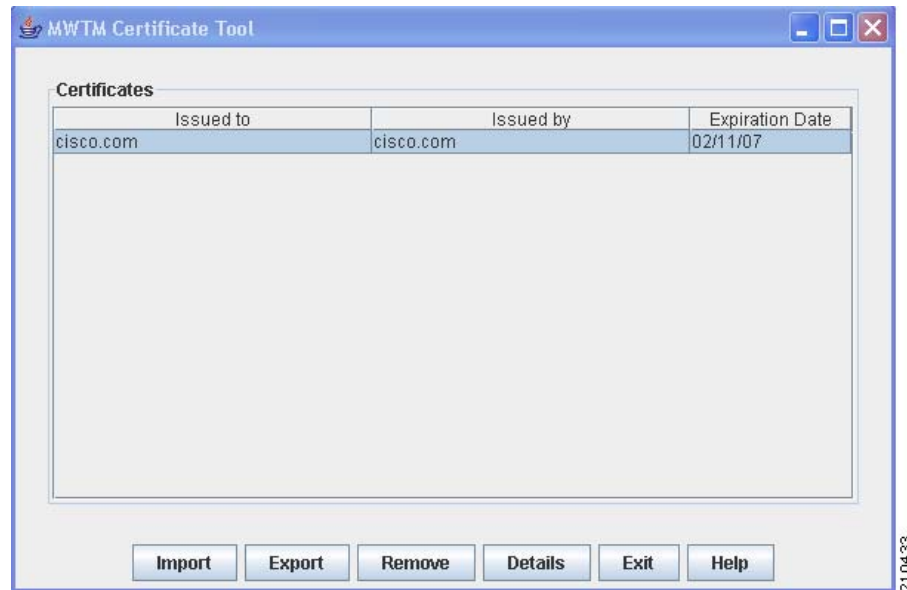 MWTM Certificate Tool
Certificates
Issued to Issued by Expiration Date
cisco.com cisco.com 02/11/07
Import Export Remove Details Exit Help
210433